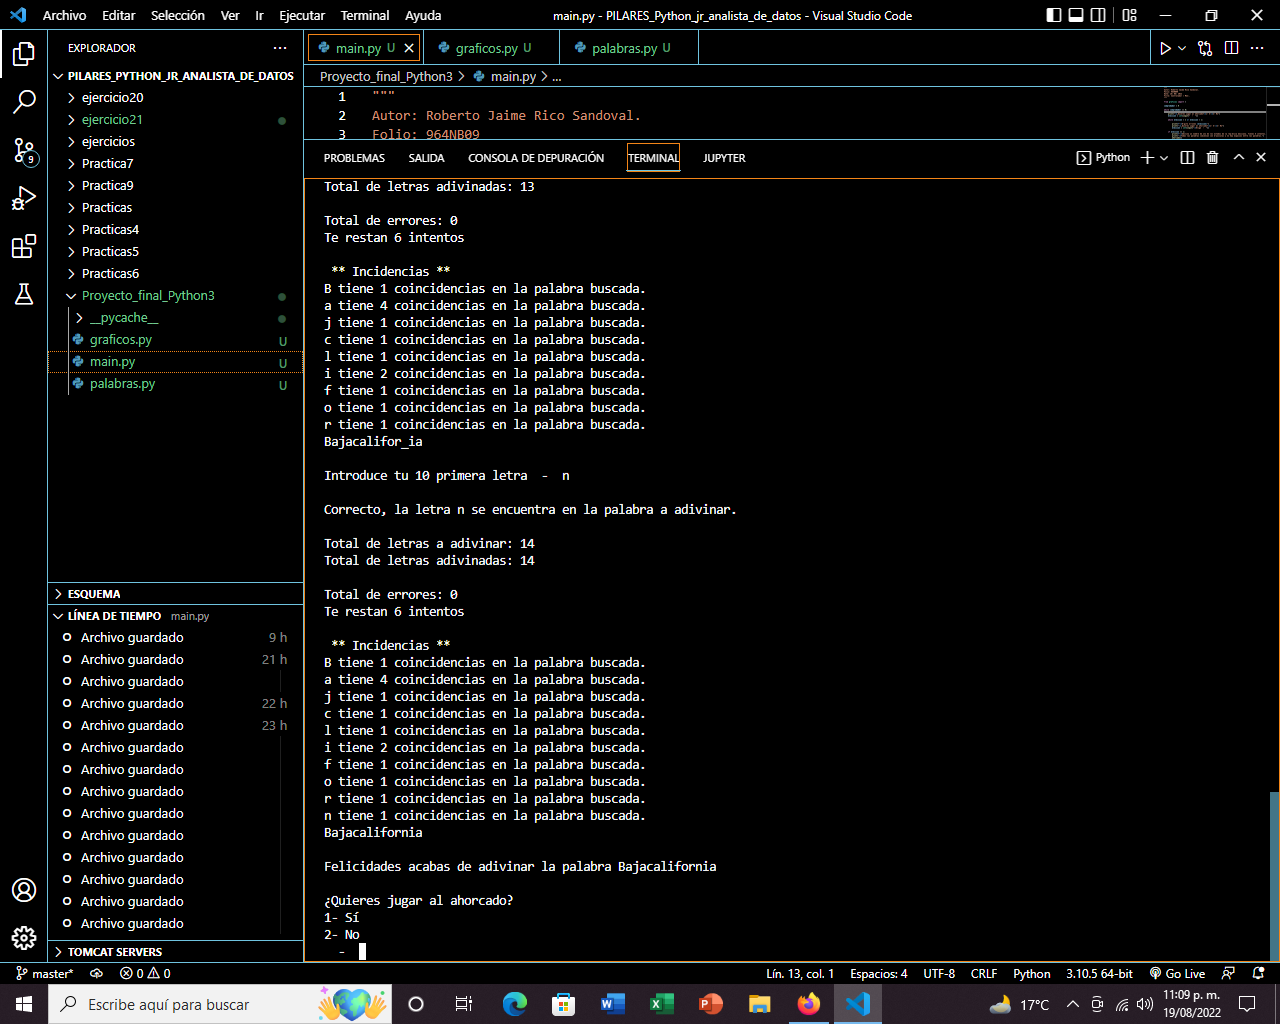 Archivo Editar Selección Ver Ir Ejecutar Terminal Ayuda
main.py - PILARES_Python_jr_analista_de_datos - Visual Studio Code
EXPLORADOR
PILARES_PYTHON_JR_ANALISTA_DE_DATOS
ejercicio20
ejercicio21
ejercicios
Practica7
Practica9
Practicas
Practicas4
Practicas5
Practicas6
Proyecto_final_Python3
__pycache__
graficos.py U
main.py U
palabras.py U
ESQUEMA
LÍNEA DE TIEMPO main.py
Archivo guardado 9 h
Archivo guardado 21 h
Archivo guardado
Archivo guardado 22 h
Archivo guardado 23 h
Archivo guardado
Archivo guardado
Archivo guardado
Archivo guardado
Archivo guardado
Archivo guardado
Archivo guardado
Archivo guardado
Archivo guardado
TOMCAT SERVERS
9
main.py U graficos.py U palabras.py U
Proyecto_final_Python3 > main.py > ...
1 """
2 Autor: Roberto Jaime Rico Sandoval.
3 Folio: 964NB09
PROBLEMAS SALIDA CONSOLA DE DEPURACIÓN TERMINAL JUPYTER
Python
Total de letras adivinadas: 13
Total de errores: 0
Te restan 6 intentos
** Incidencias **
B tiene 1 coincidencias en la palabra buscada.
a tiene 4 coincidencias en la palabra buscada.
j tiene 1 coincidencias en la palabra buscada.
c tiene 1 coincidencias en la palabra buscada.
l tiene 1 coincidencias en la palabra buscada.
i tiene 2 coincidencias en la palabra buscada.
f tiene 1 coincidencias en la palabra buscada.
o tiene 1 coincidencias en la palabra buscada.
r tiene 1 coincidencias en la palabra buscada.
Bajacalifor_ia
Introduce tu 10 primera letra - n
Correcto, la letra n se encuentra en la palabra a adivinar.
Total de letras a adivinar: 14
Total de letras adivinadas: 14
Total de errores: 0
Te restan 6 intentos
** Incidencias **
B tiene 1 coincidencias en la palabra buscada.
a tiene 4 coincidencias en la palabra buscada.
j tiene 1 coincidencias en la palabra buscada.
c tiene 1 coincidencias en la palabra buscada.
l tiene 1 coincidencias en la palabra buscada.
i tiene 2 coincidencias en la palabra buscada.
f tiene 1 coincidencias en la palabra buscada.
o tiene 1 coincidencias en la palabra buscada.
r tiene 1 coincidencias en la palabra buscada.
n tiene 1 coincidencias en la palabra buscada.
Bajacalifornia
Felicidades acabas de adivinar la palabra Bajacalifornia
¿Quieres jugar al ahorcado?
1- Sí
2- No
-
master* 0 0 Lín. 13, col. 1 Espacios: 4 UTF-8 CRLF Python 3.10.5 64-bit Go Live
Escribe aquí para buscar
17°C
11:09 p. m.
19/08/2022